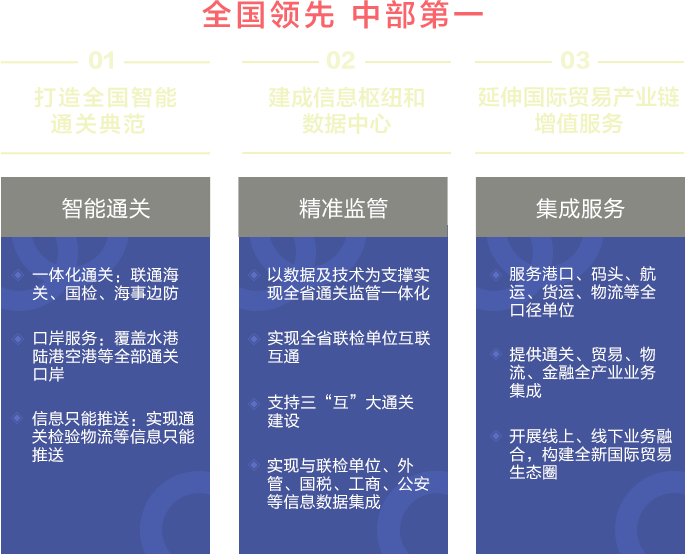 全国领先 中部第一
01
打造全国智能
通关典范
02
建成信息枢纽和
数据中心
03
延伸国际贸易产业链
增值服务
智能通关
一体化通关：联通海
关、国检、海事边防
口岸服务：覆盖水港
陆港空港等全部通关
口岸
信息只能推送：实现通
关检验物流等信息只能
推送
精准监管
以数据及技术为支撑实
现全省通关监管一体化
实现全省联检单位互联
互通
支持三“互”大通关
建设
实现与联检单位、外
管、国税、工商、公安
等信息数据集成
集成服务
服务港口、码头、航
运、货运、物流等全
口径单位
提供通关、贸易、物
流、金融全产业业务
集成
开展线上、线下业务融
合，构建全新国际贸易
生态圈